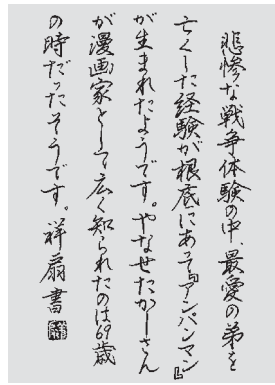 悲惨な戦争体験の中、最愛の弟を
亡くした経験が根底にあって『アンパンマン』
が生まれたようです。やなせたかしさん
が漫画家として広く知られたのは69歳
の時だったそうです。祥扇書